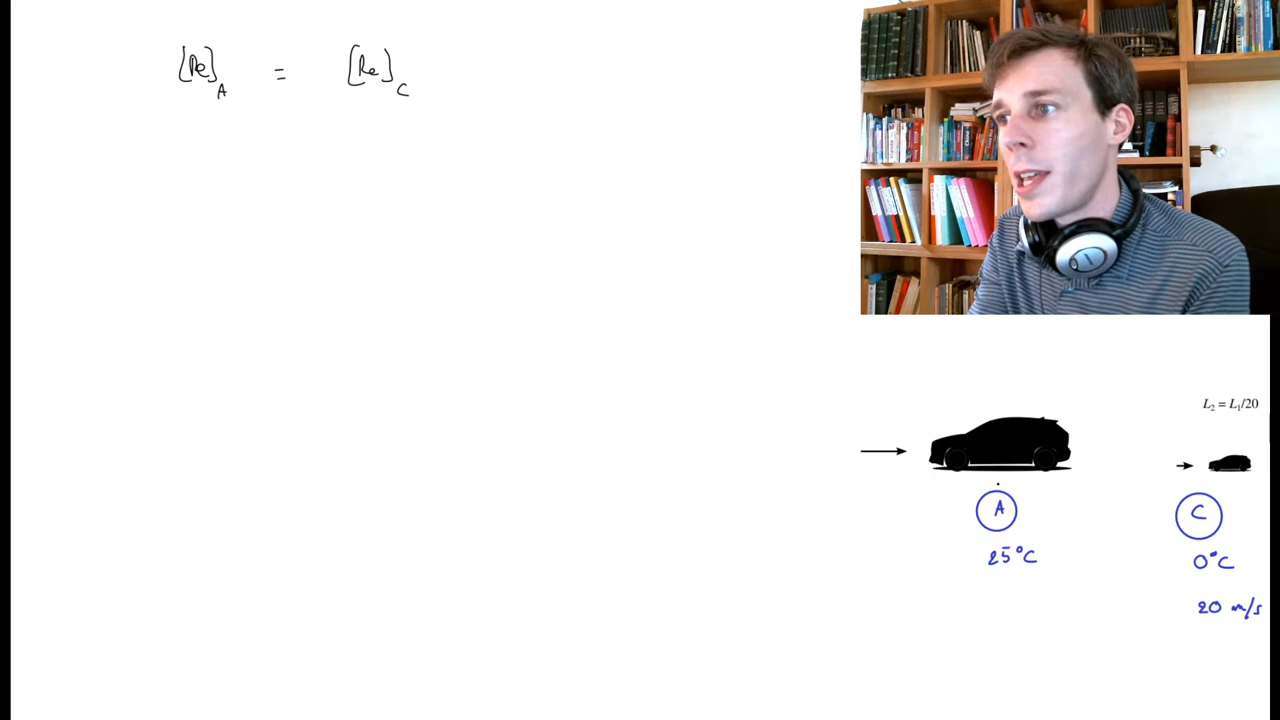 [Re]A = [Re]C
L2 = L1/20
A
C
25°C
0°C
20 m/s